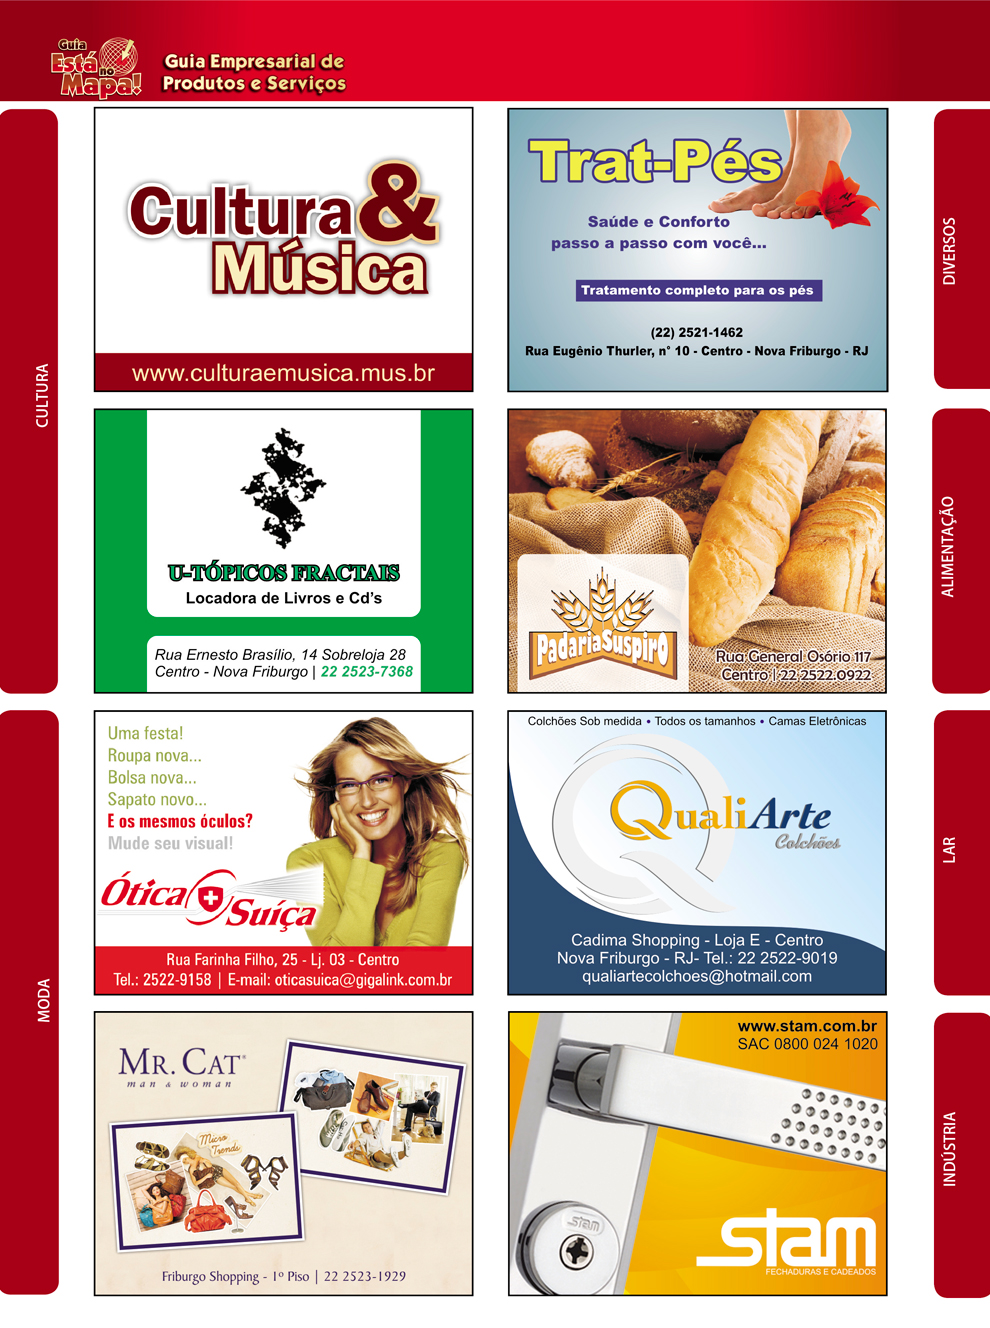 Guia
Está
no
Mapa!
Guia Empresarial de
Produtos e Serviços
CULTURA
Cultura &
Música
www.culturaemusica.mus.br
DIVERSOS
Trat-Pés
Saúde e Conforto
passo a passo com você...
Tratamento completo para os pés
(22) 2521-1462
Rua Eugênio Thurler, n° 10 - Centro - Nova Friburgo - RJ
U-TÓPICOS FRACTAIS
Locadora de Livros e Cd's
Rua Ernesto Brasílio, 14 Sobreloja 28
Centro - Nova Friburgo | 22 2523-7368
ALIMENTAÇÃO
Padaria Suspiro
Rua General Osório 117
Centro | 22 2522.0922
MODA
Uma festa!
Roupa nova...
Bolsa nova...
Sapato novo...
E os mesmos óculos?
Mude seu visual!
Ótica
Suíça
Rua Farinha Filho, 25 - Lj. 03 - Centro
Tel.: 2522-9158 | E-mail: oticasuica@gigalink.com.br
LAR
Colchões Sob medida • Todos os tamanhos • Camas Eletrônicas
QualiArte
Colchões
Cadima Shopping - Loja E - Centro
Nova Friburgo - RJ- Tel.: 22 2522-9019
qualiartecolchoes@hotmail.com
MR. CAT®
man & woman
Micro
Trends
Friburgo Shopping - 1º Piso | 22 2523-1929
INDÚSTRIA
www.stam.com.br
SAC 0800 024 1020
stam
stam
FECHADURAS E CADEADOS